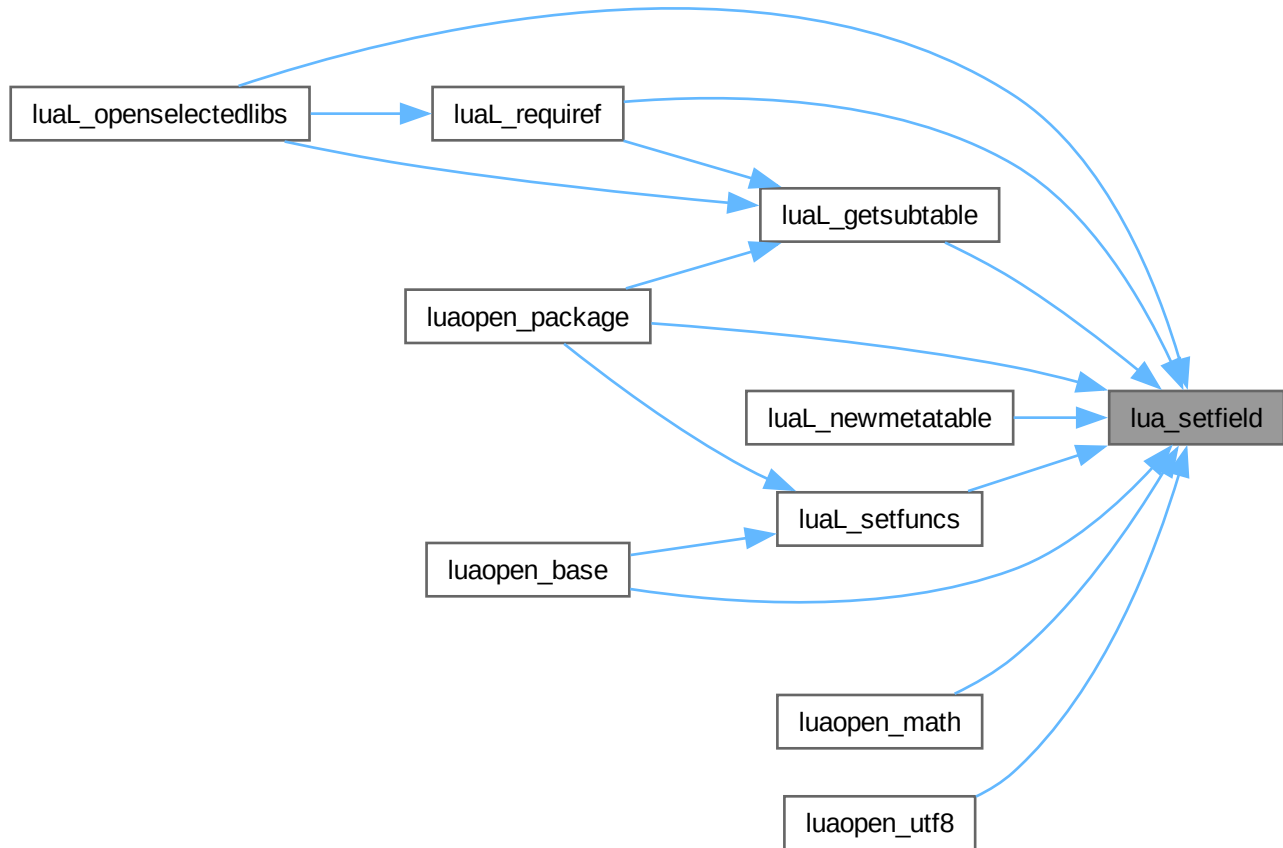 luaL_openselectedlibs
luaL_requiref
luaL_getsubtable
luaopen_package
luaL_newmetatable
lua_setfield
luaL_setfuncs
luaopen_base
luaopen_math
luaopen_utf8